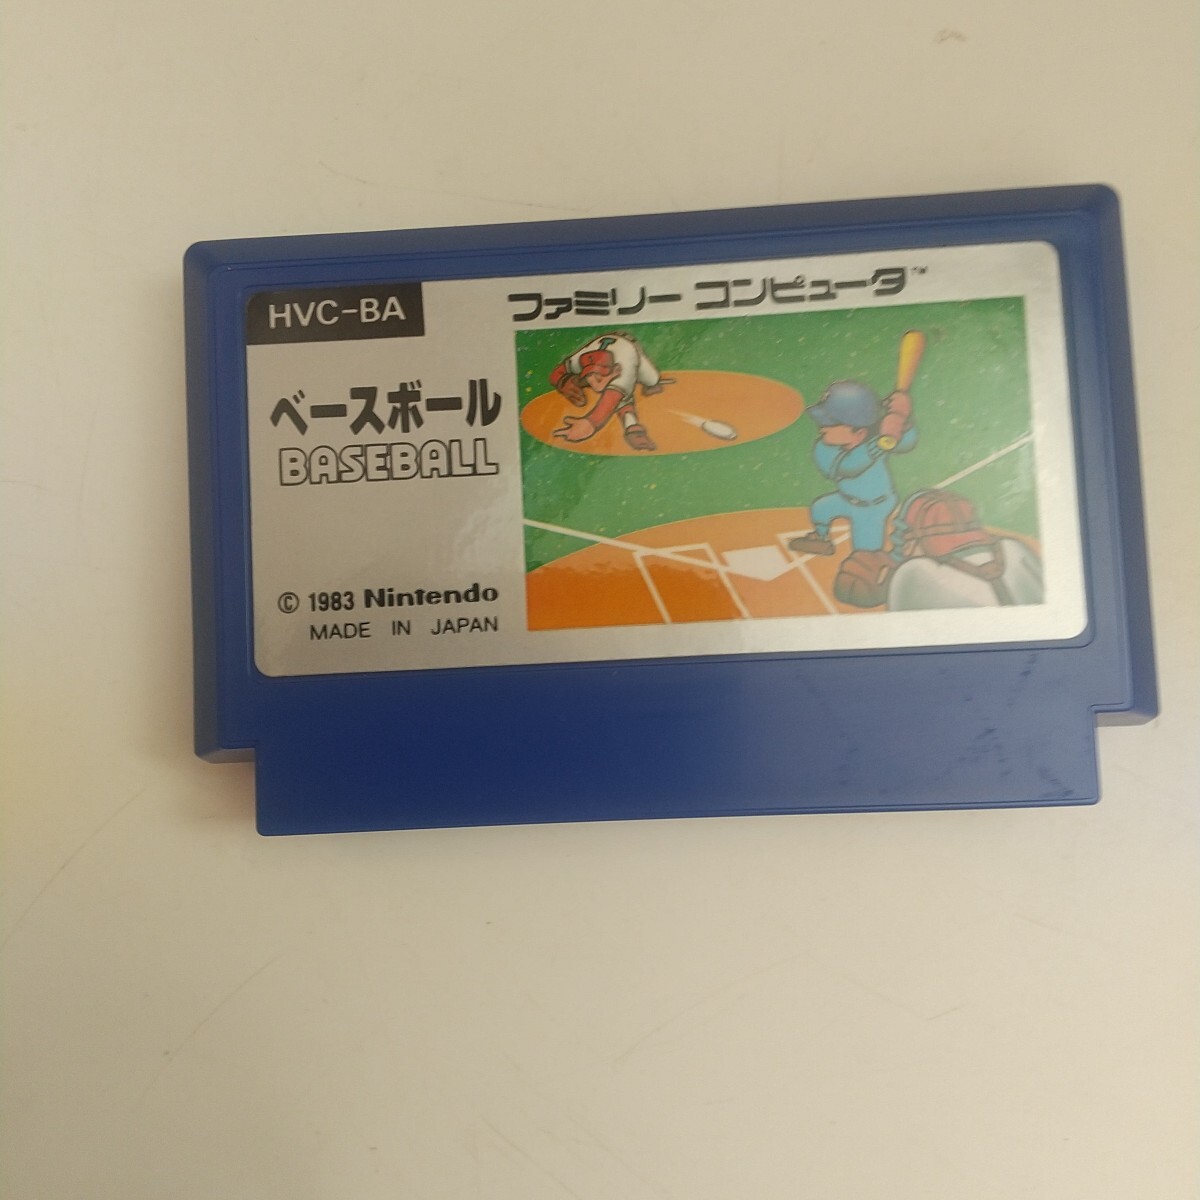 HVC-BA
ファミリー コンピュータ™
ベースボール
BASEBALL
© 1983 Nintendo
MADE IN JAPAN